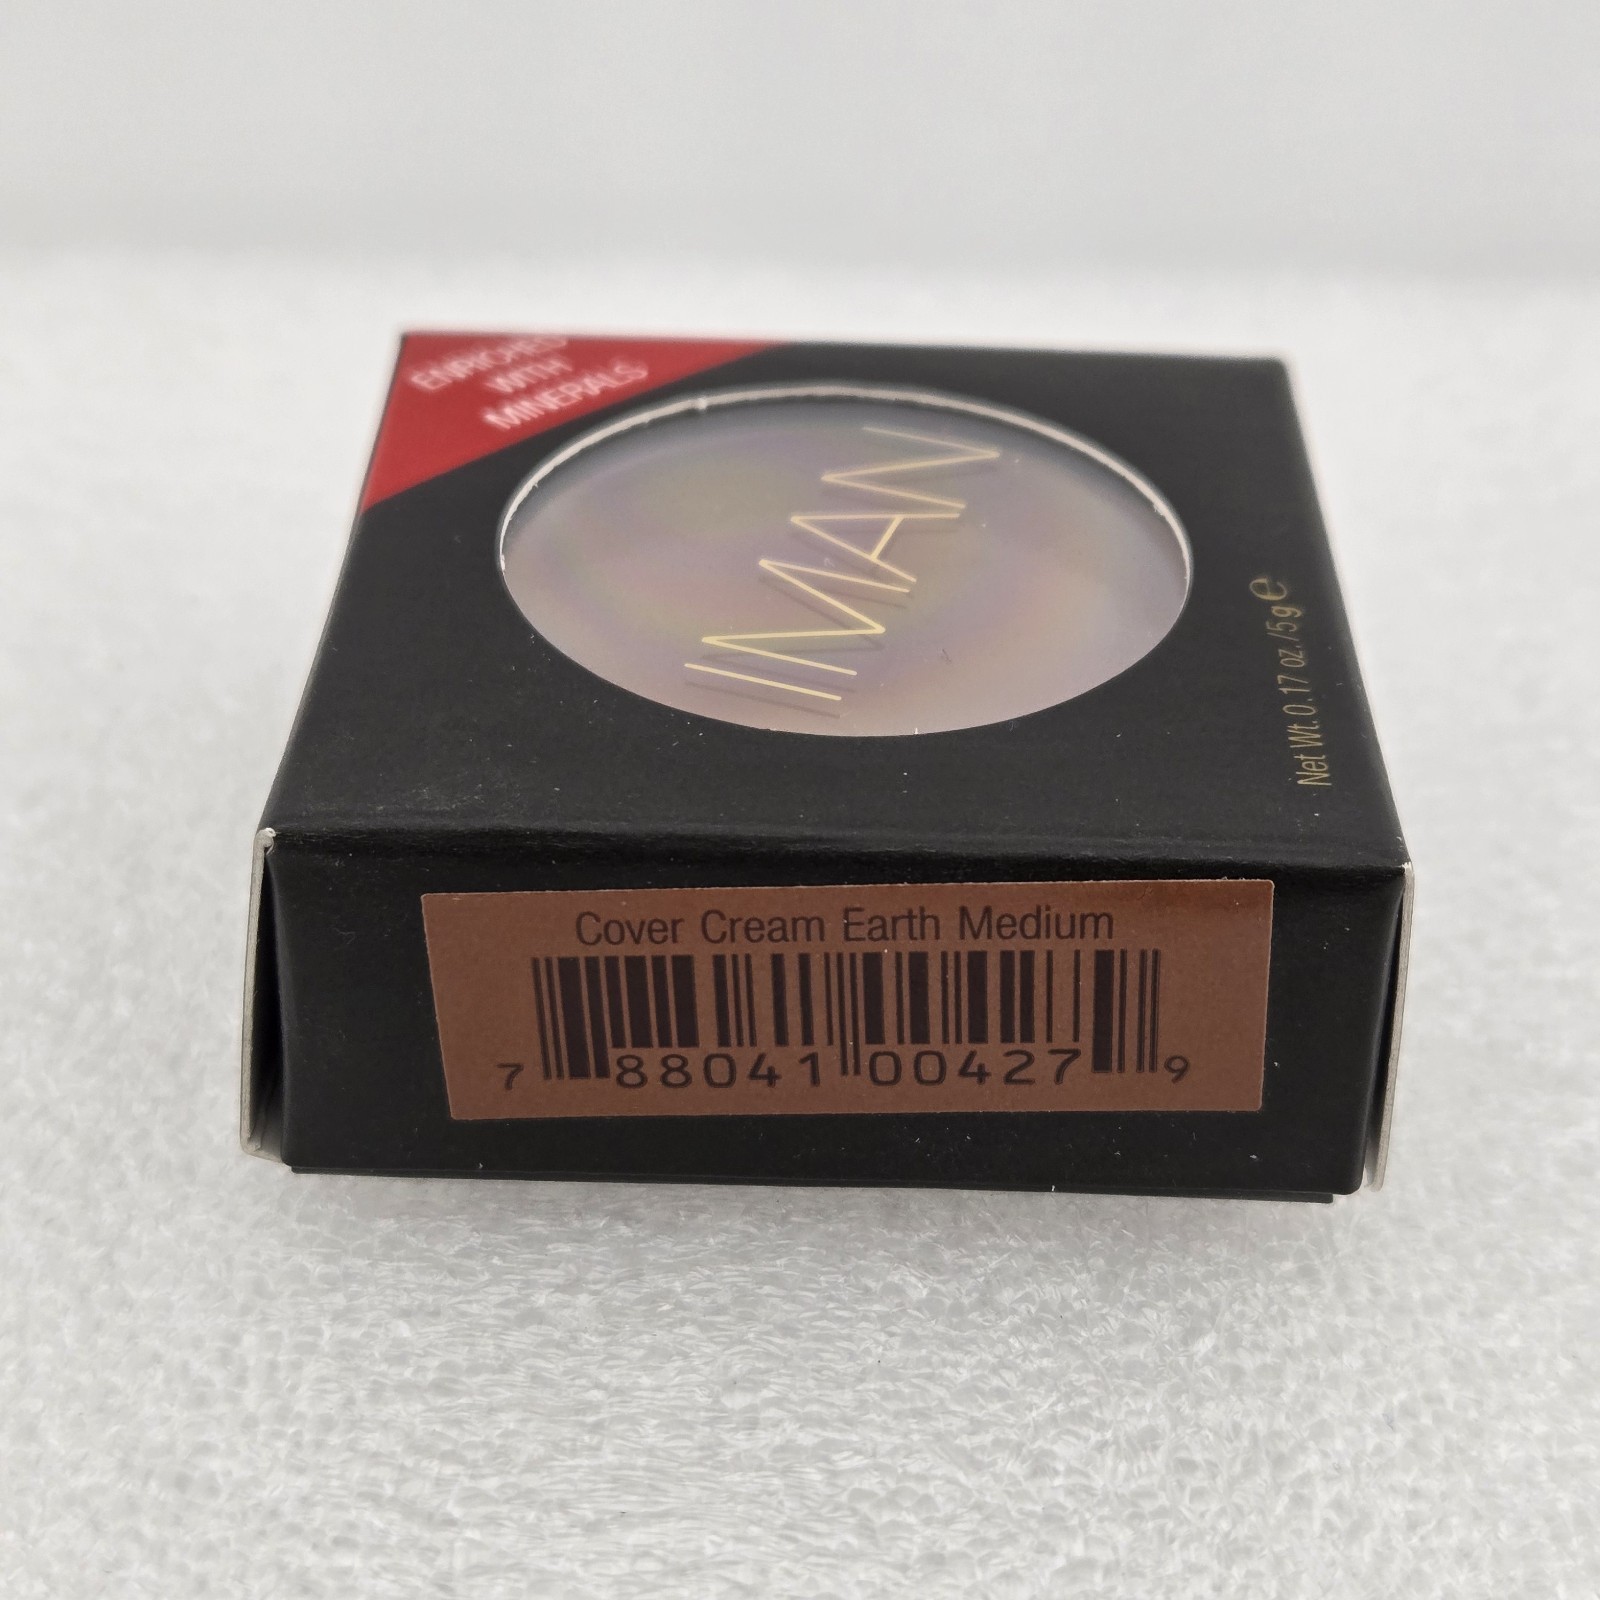 ENRICHED
WITH
MINERALS
IMAN
Net Wt. 0.17 oz./5g e
Cover Cream Earth Medium
7 88041 00427 9